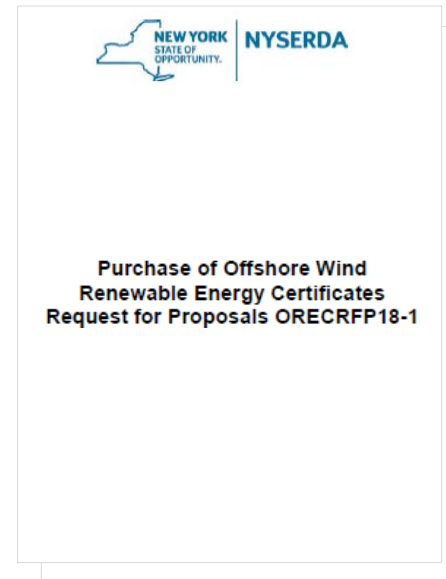 NEW YORK
STATE OF
OPPORTUNITY.
NYSERDA
Purchase of Offshore Wind
Renewable Energy Certificates
Request for Proposals ORECRFP18-1